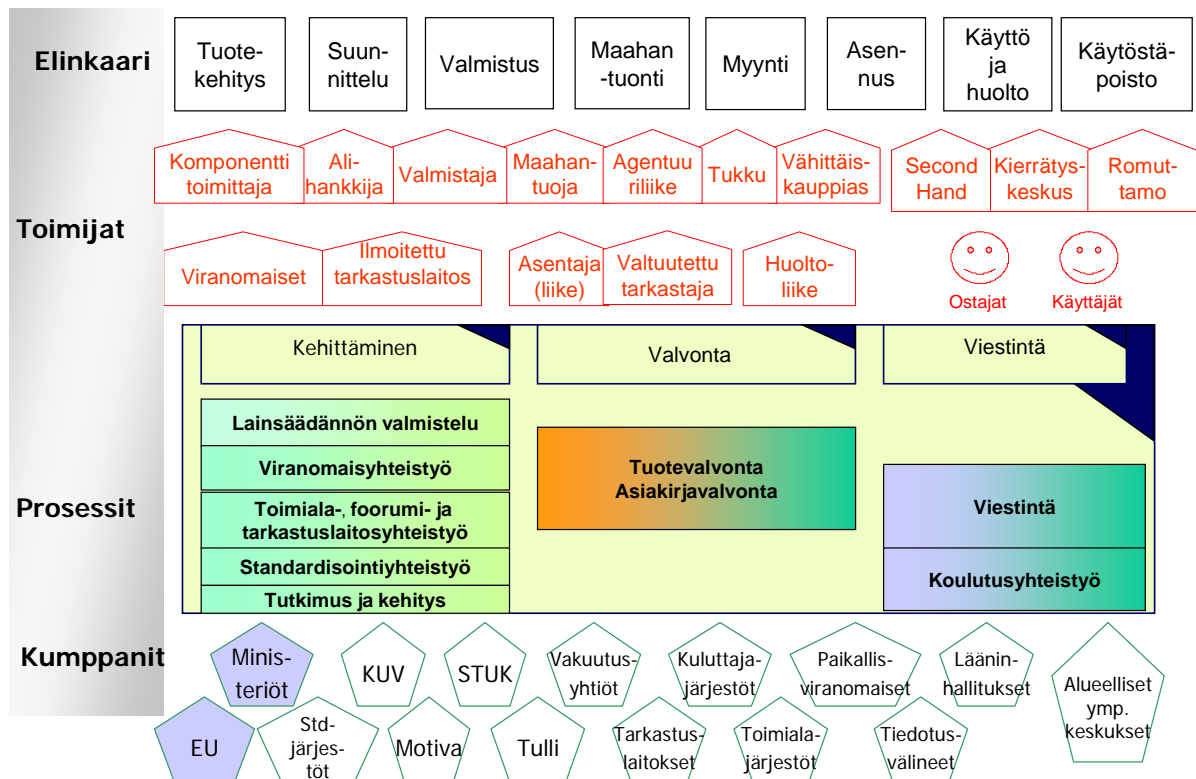 Elinkaari
Tuote-
kehitys
Suun-
nittelu
Valmistus
Maahan
-tuonti
Myynti
Asen-
nus
Käyttö
ja
huolto
Käytöstä-
poisto
Toimijat
Komponentti
toimittaja
Ali-
hankkija
Valmistaja
Maahan-
tuoja
Agentuu
riliike
Tukku
Vähittäis-
kauppias
Second
Hand
Kierrätys-
keskus
Romut-
tamo
Viranomaiset
Ilmoitettu
tarkastuslaitos
Asentaja
(liike)
Valtuutettu
tarkastaja
Huolto-
liike
Ostajat
Käyttäjät
Prosessit
Kehittäminen
Valvonta
Viestintä
Lainsäädännön valmistelu
Viranomaisyhteistyö
Toimiala-, foorumi- ja
tarkastuslaitosyhteistyö
Standardisointiyhteistyö
Tutkimus ja kehitys
Tuotevalvonta
Asiakirjavalvonta
Viestintä
Koulutusyhteistyö
Kumppanit
Minis-
teriöt
KUV
STUK
Vakuutus-
yhtiöt
Kuluttaja-
järjestöt
Paikallis-
viranomaiset
Läänin-
hallitukset
Alueelliset
ymp.
keskukset
EU
Std-
järjes-
töt
Motiva
Tulli
Tarkastus-
laitokset
Toimiala-
järjestöt
Tiedotus-
välineet